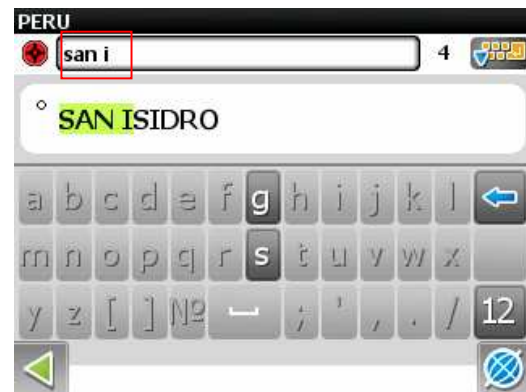 PERU
san i 4
° SAN ISIDRO
a b c d e f g h i j k l
m n o p q r s t u v w x
y z [ ] Nº ; ' , . / 12